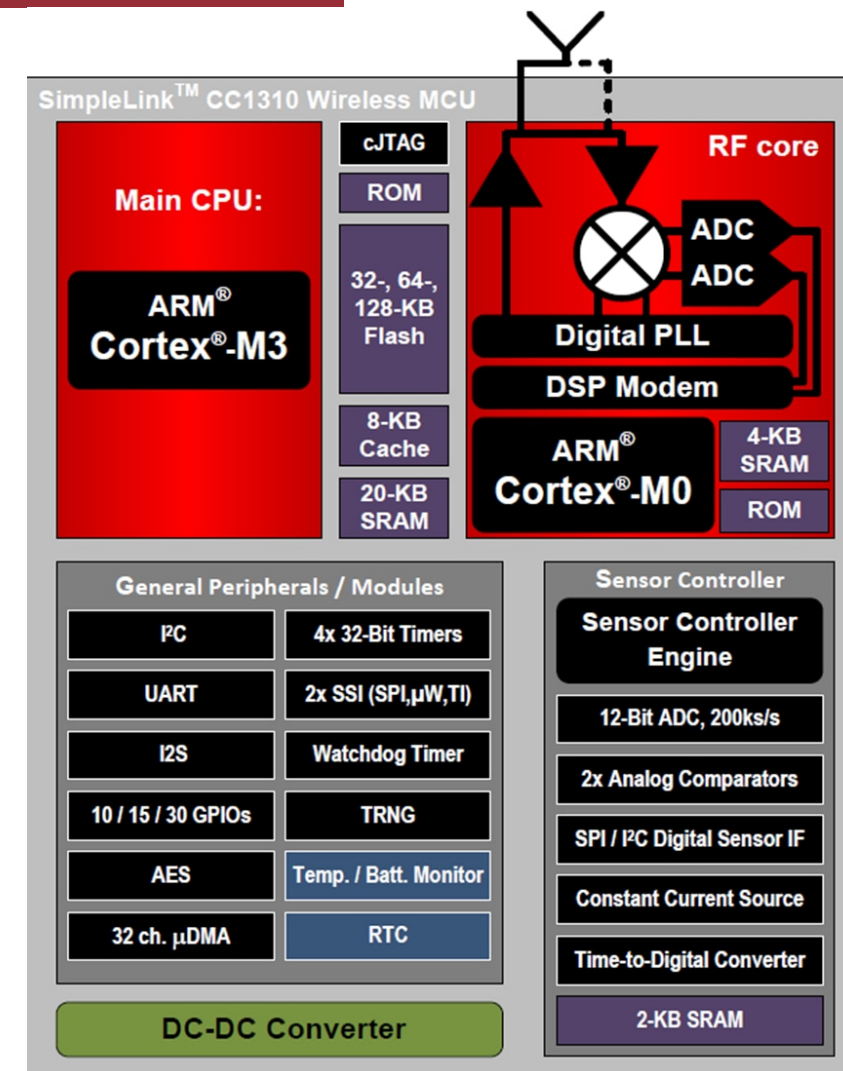 SimpleLink™ CC1310 Wireless MCU
Main CPU:
ARM®
Cortex®-M3
cJTAG
ROM
32-, 64-,
128-KB
Flash
8-KB
Cache
20-KB
SRAM
RF core
ADC
ADC
Digital PLL
DSP Modem
ARM®
Cortex®-M0
4-KB
SRAM
ROM
General Peripherals / Modules
I²C
4x 32-Bit Timers
UART
2x SSI (SPI,µW,TI)
I2S
Watchdog Timer
10 / 15 / 30 GPIOs
TRNG
AES
Temp. / Batt. Monitor
32 ch. µDMA
RTC
Sensor Controller
Sensor Controller
Engine
12-Bit ADC, 200ks/s
2x Analog Comparators
SPI / I²C Digital Sensor IF
Constant Current Source
Time-to-Digital Converter
2-KB SRAM
DC-DC Converter